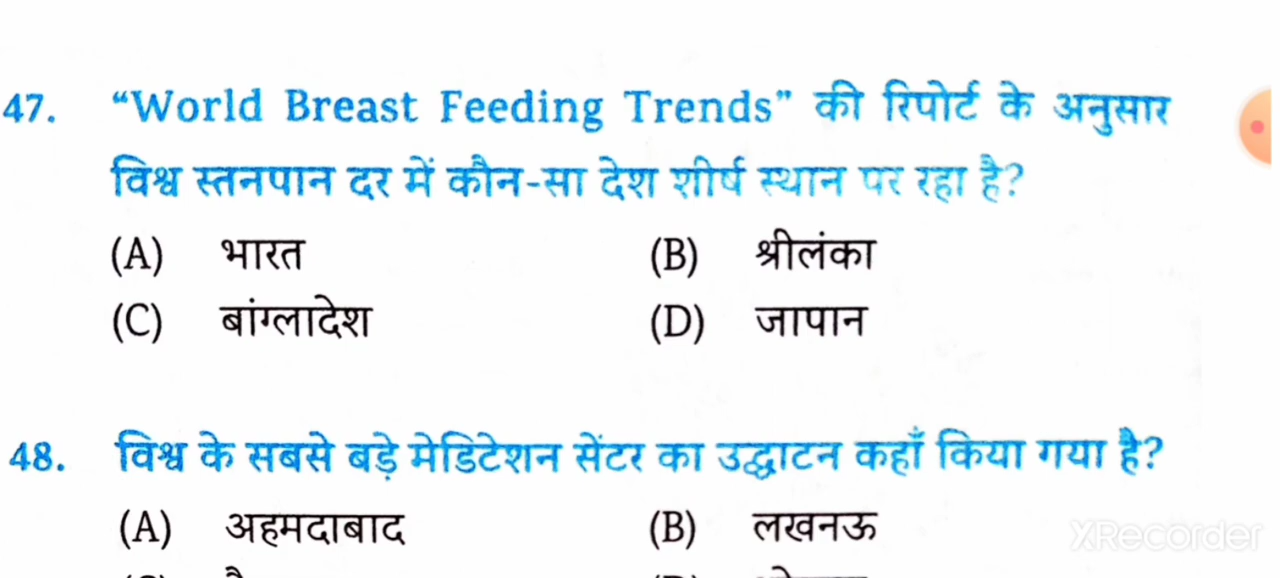 47. “World Breast Feeding Trends” की रिपोर्ट के अनुसार
विश्व स्तनपान दर में कौन-सा देश शीर्ष स्थान पर रहा है?
(A) भारत (B) श्रीलंका
(C) बांग्लादेश (D) जापान
48. विश्व के सबसे बड़े मेडिटेशन सेंटर का उद्घाटन कहाँ किया गया है?
(A) अहमदाबाद (B) लखनऊ
XRecorder